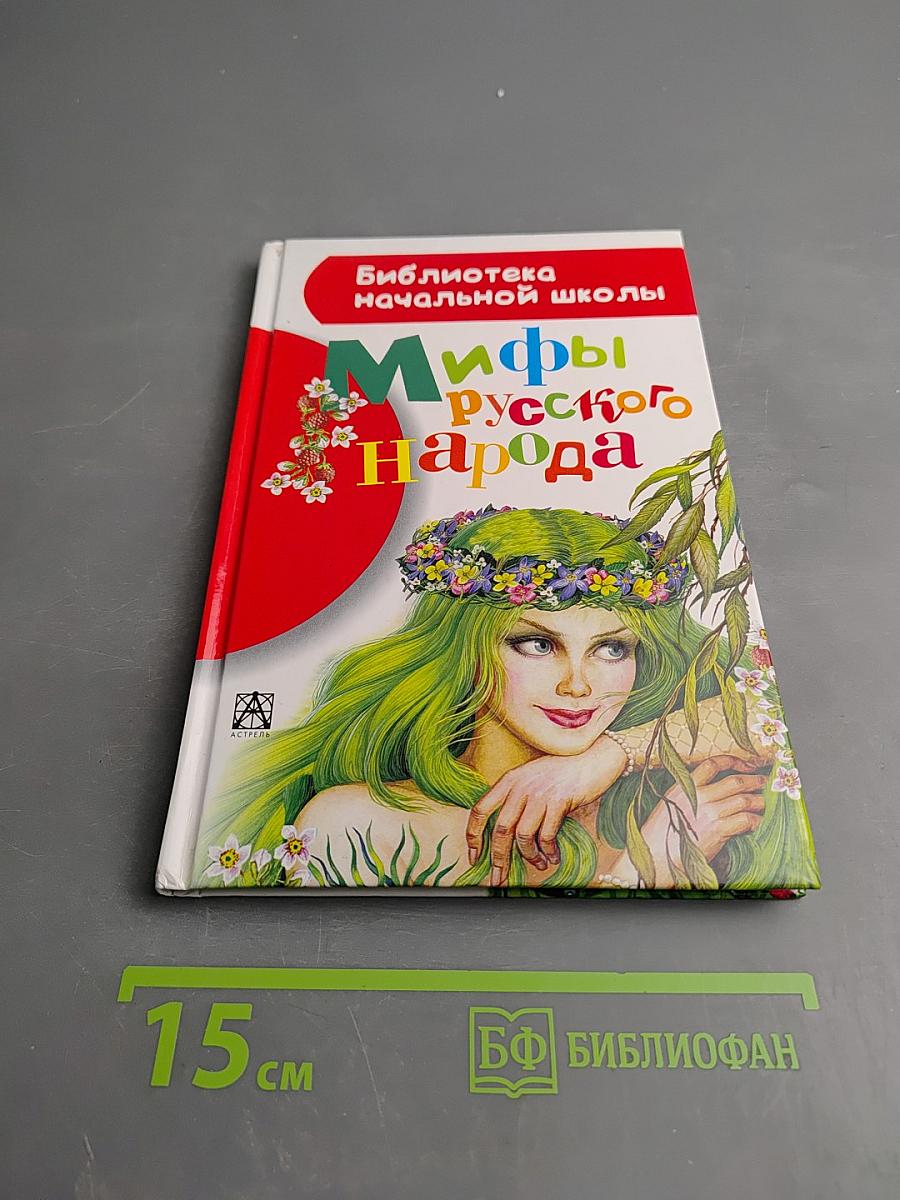 Библиотека
начальной школы
Мифы
русского
народа
АСТРЕЛЬ
15 см
БФ БИБЛИОФАН